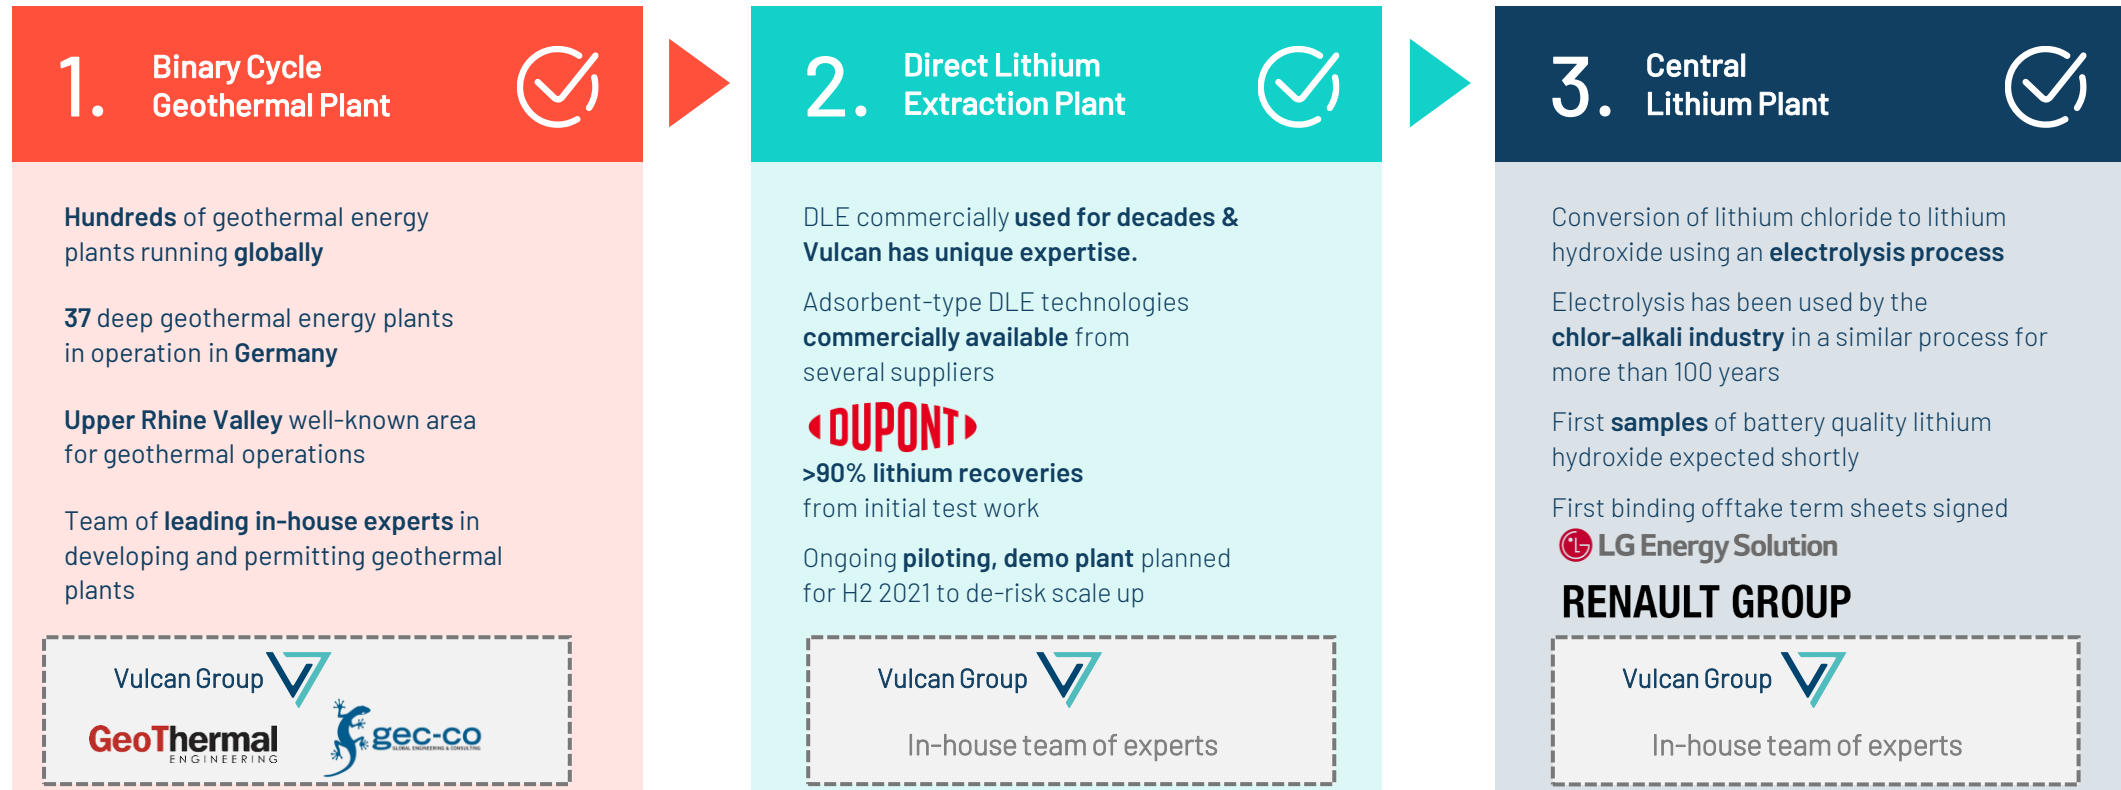 1.
Binary Cycle
Geothermal Plant
Hundreds of geothermal energy
plants running globally
37 deep geothermal energy plants
in operation in Germany
Upper Rhine Valley well-known area
for geothermal operations
Team of leading in-house experts in
developing and permitting geothermal
plants
Vulcan Group
GeoThermal
ENGINEERING
gec-co
GLOBAL ENGINEERING & CONSULTING
2.
Direct Lithium
Extraction Plant
DLE commercially used for decades &
Vulcan has unique expertise.
Adsorbent-type DLE technologies
commercially available from
several suppliers
DUPONT
>90% lithium recoveries
from initial test work
Ongoing piloting, demo plant planned
for H2 2021 to de-risk scale up
Vulcan Group
In-house team of experts
3.
Central
Lithium Plant
Conversion of lithium chloride to lithium
hydroxide using an electrolysis process
Electrolysis has been used by the
chlor-alkali industry in a similar process for
more than 100 years
First samples of battery quality lithium
hydroxide expected shortly
First binding offtake term sheets signed
LG Energy Solution
RENAULT GROUP
Vulcan Group
In-house team of experts